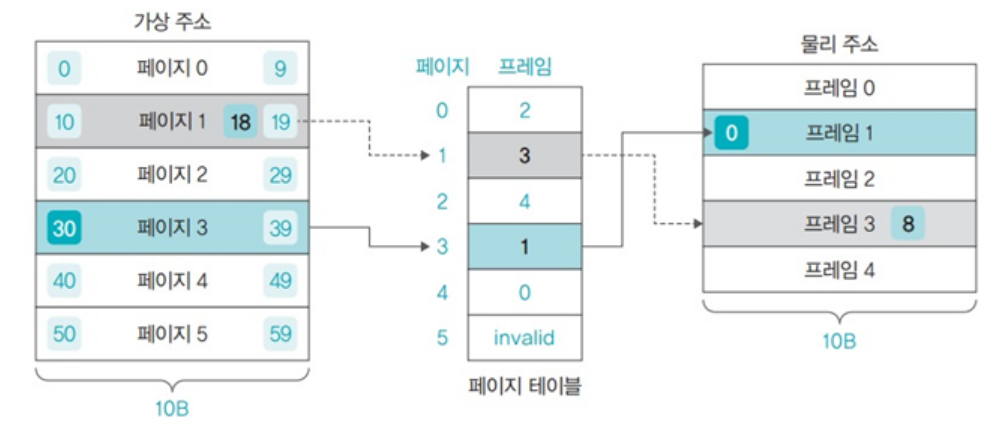 가상 주소
0 페이지 0 9
10 페이지 1 18 19
20 페이지 2 29
30 페이지 3 39
40 페이지 4 49
50 페이지 5 59
10B
페이지 프레임
0 2
1 3
2 4
3 1
4 0
5 invalid
페이지 테이블
물리 주소
프레임 0
0 프레임 1
프레임 2
프레임 3 8
프레임 4
10B